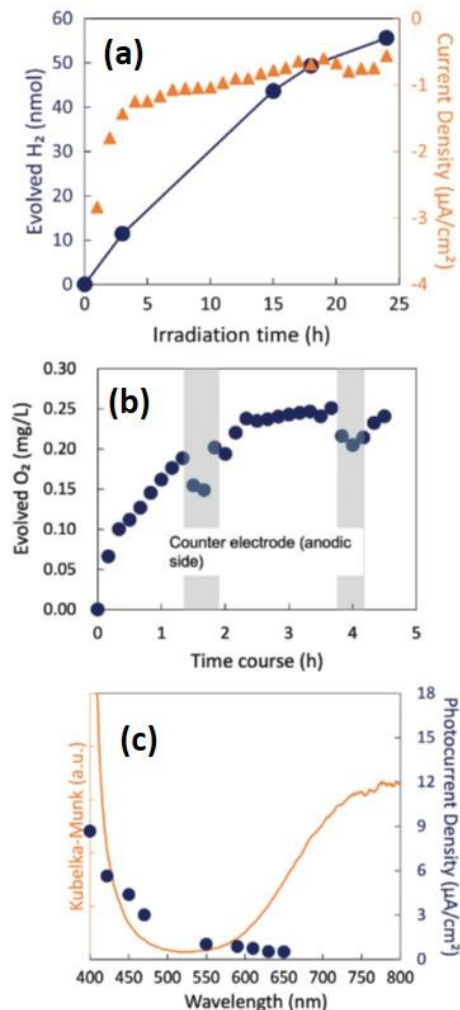 (a)
Evolved H₂ (nmol)
60
50
40
30
20
10
0
0
-1
-2
-3
-4
Current Density (µA/cm²)
0 5 10 15 20 25
Irradiation time (h)
(b)
Evolved O₂ (mg/L)
0.30
0.25
0.20
0.15
0.10
0.05
0.00
Counter electrode (anodic
side)
0 1 2 3 4 5
Time course (h)
(c)
Kubelka-Munk (a.u.)
18
15
12
9
6
3
0
Photocurrent Density (µA/cm²)
400 450 500 550 600 650 700 750 800
Wavelength (nm)